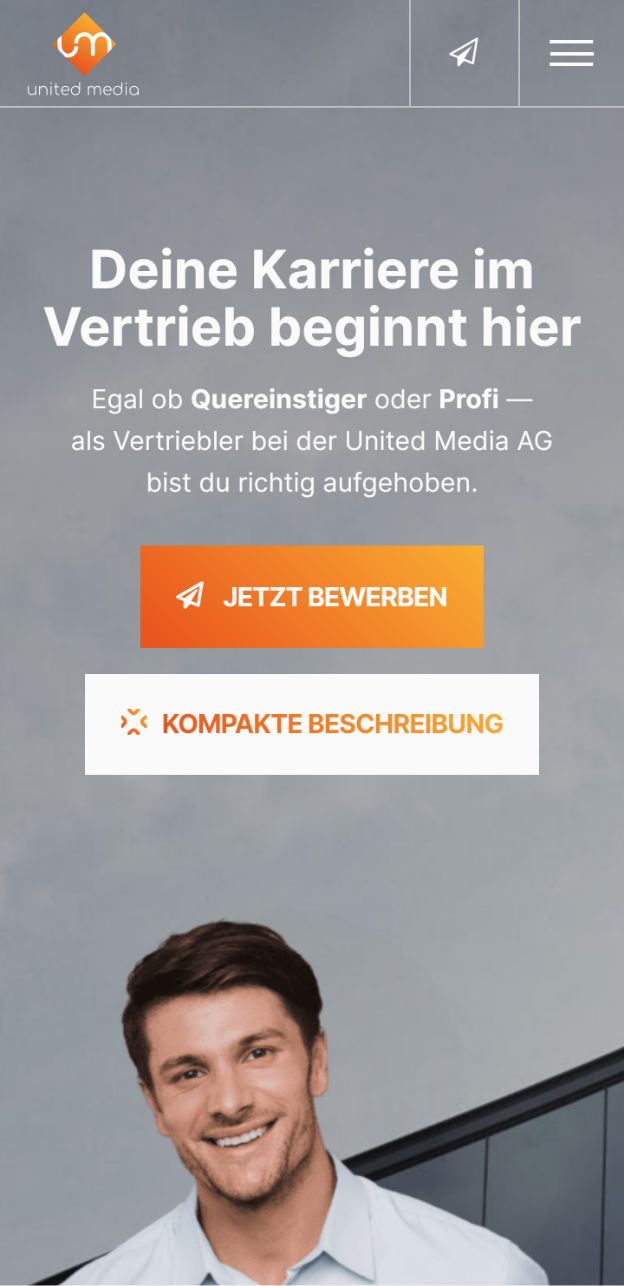 um
united media
Deine Karriere im
Vertrieb beginnt hier
Egal ob Quereinstiger oder Profi —
als Vertriebler bei der United Media AG
bist du richtig aufgehoben.
JETZT BEWERBEN
KOMPAKTE BESCHREIBUNG